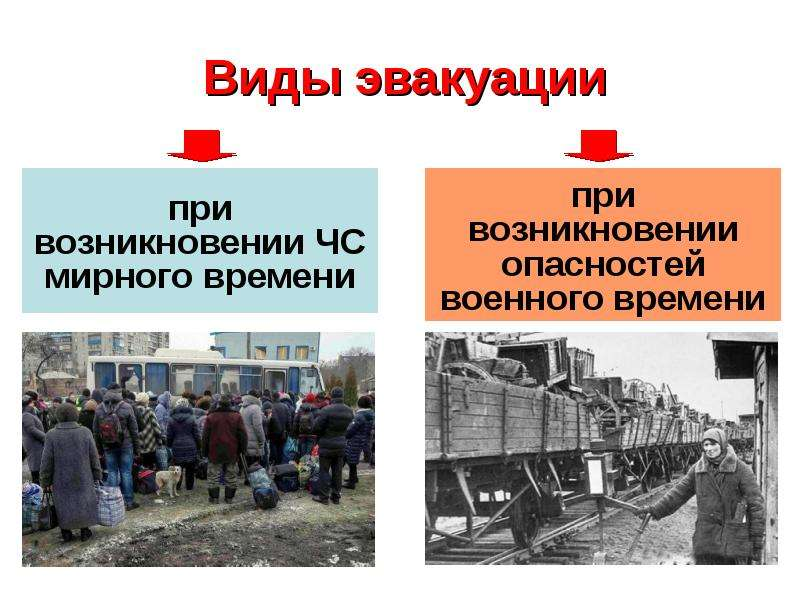 Виды эвакуации
при
возникновении ЧС
мирного времени
при
возникновении
опасностей
военного времени